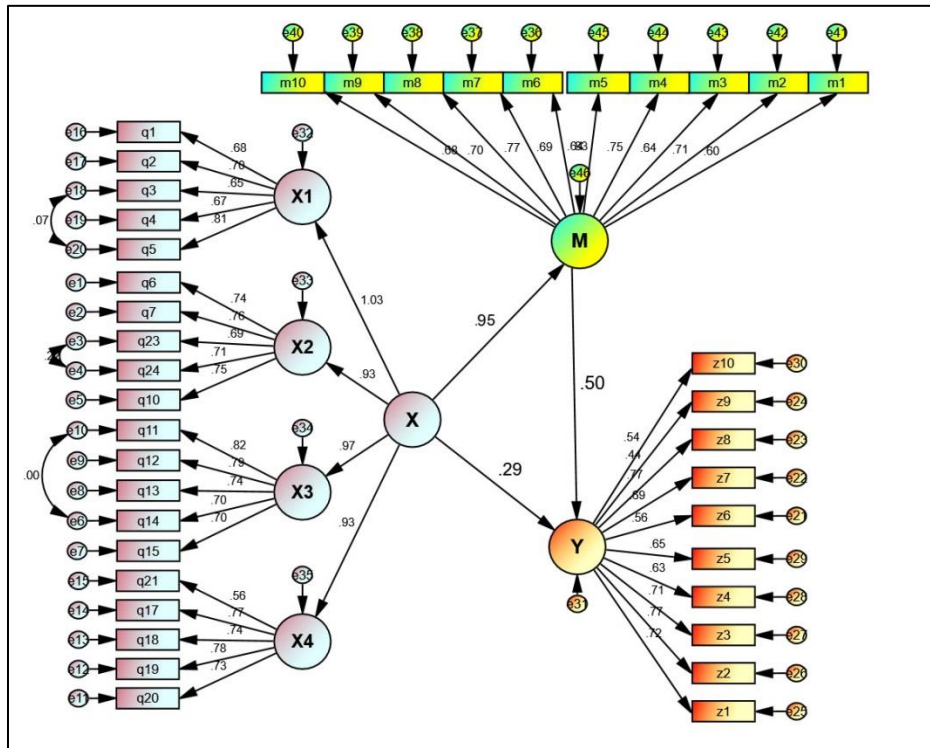 e40 e39 e38 e37 e36 e45 e44 e43 e42 e41
m10 m9 m8 m7 m6 m5 m4 m3 m2 m1
.68 .70 .77 .69 .75 .64 .71 .60
e46
M
e16 q1
e17 q2
e18 q3
e19 q4
e20 q5
.07
.68
.70
.65
.67
.81
e32
X1
e1 q6
e2 q7
e3 q23
e4 q24
e5 q10
.74
.76
.69
.71
.75
e33
X2
e10 q11
e9 q12
e8 q13
e6 q14
e7 q15
.00
.82
.79
.74
.70
.70
e34
X3
e15 q21
e14 q17
e13 q18
e12 q19
e11 q20
.56
.77
.74
.78
.73
e35
X4
1.03
.93
.97
.93
X
.95
.50
.29
Y
e31
.54
.44
.77
.56
.65
.63
.71
.77
.72
z10 e30
z9 e24
z8 e23
z7 e22
z6 e21
z5 e29
z4 e28
z3 e27
z2 e26
z1 e25